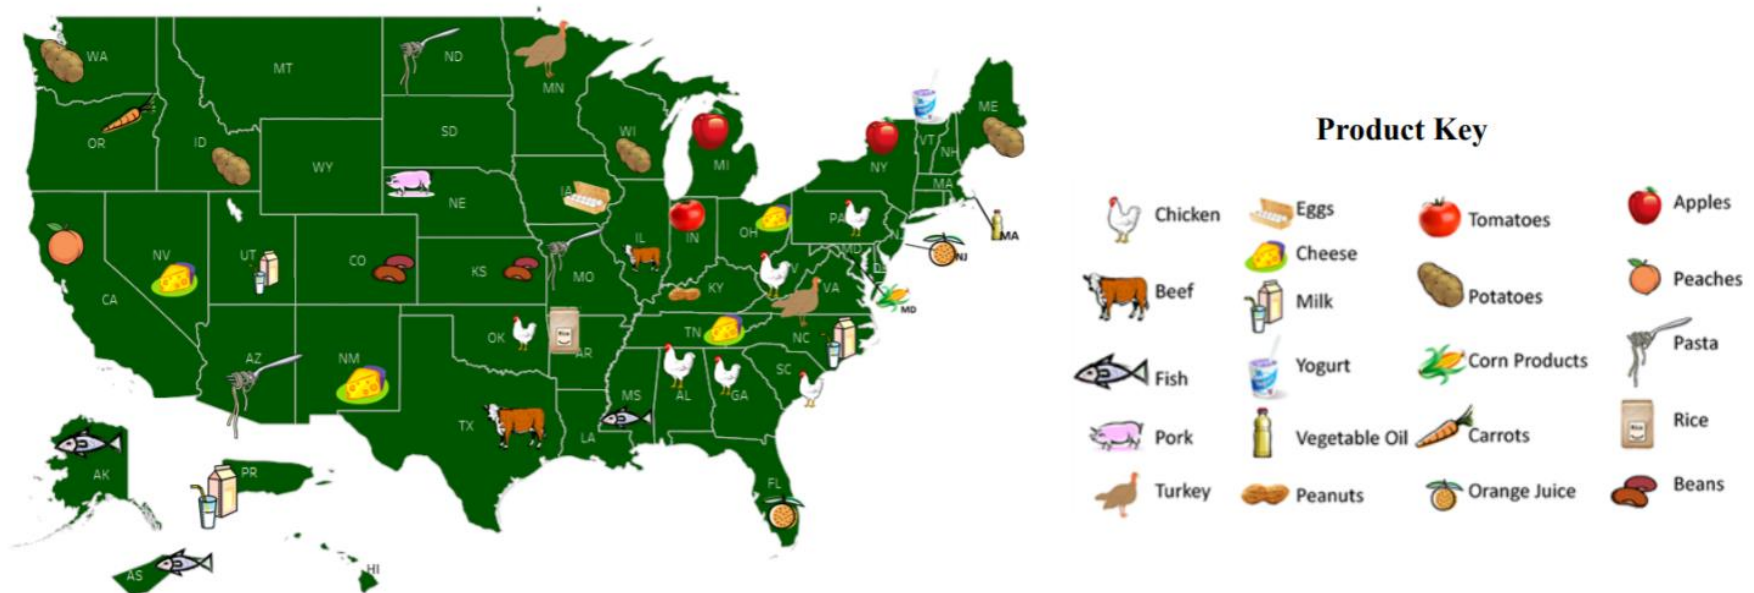 WA
MT
ND
MN
OR
ID
SD
WI
MI
ME
VT
NH
NY
WY
IA
NE
MA
PA
NV
UT
CO
KS
IL
IN
OH
NJ
MA
NJ
MD
CA
MO
KY
V
VA
D
MD
AZ
NM
OK
Rice
AR
TN
NC
SC
TX
LA
MS
AL
GA
FL
AK
PR
AS
HI
Product Key
Chicken
Beef
Fish
Pork
Turkey
Eggs
Cheese
Milk
Yogurt
Vegetable Oil
Peanuts
Tomatoes
Potatoes
Corn Products
Carrots
Orange Juice
Apples
Peaches
Pasta
Rice
Rice
Beans